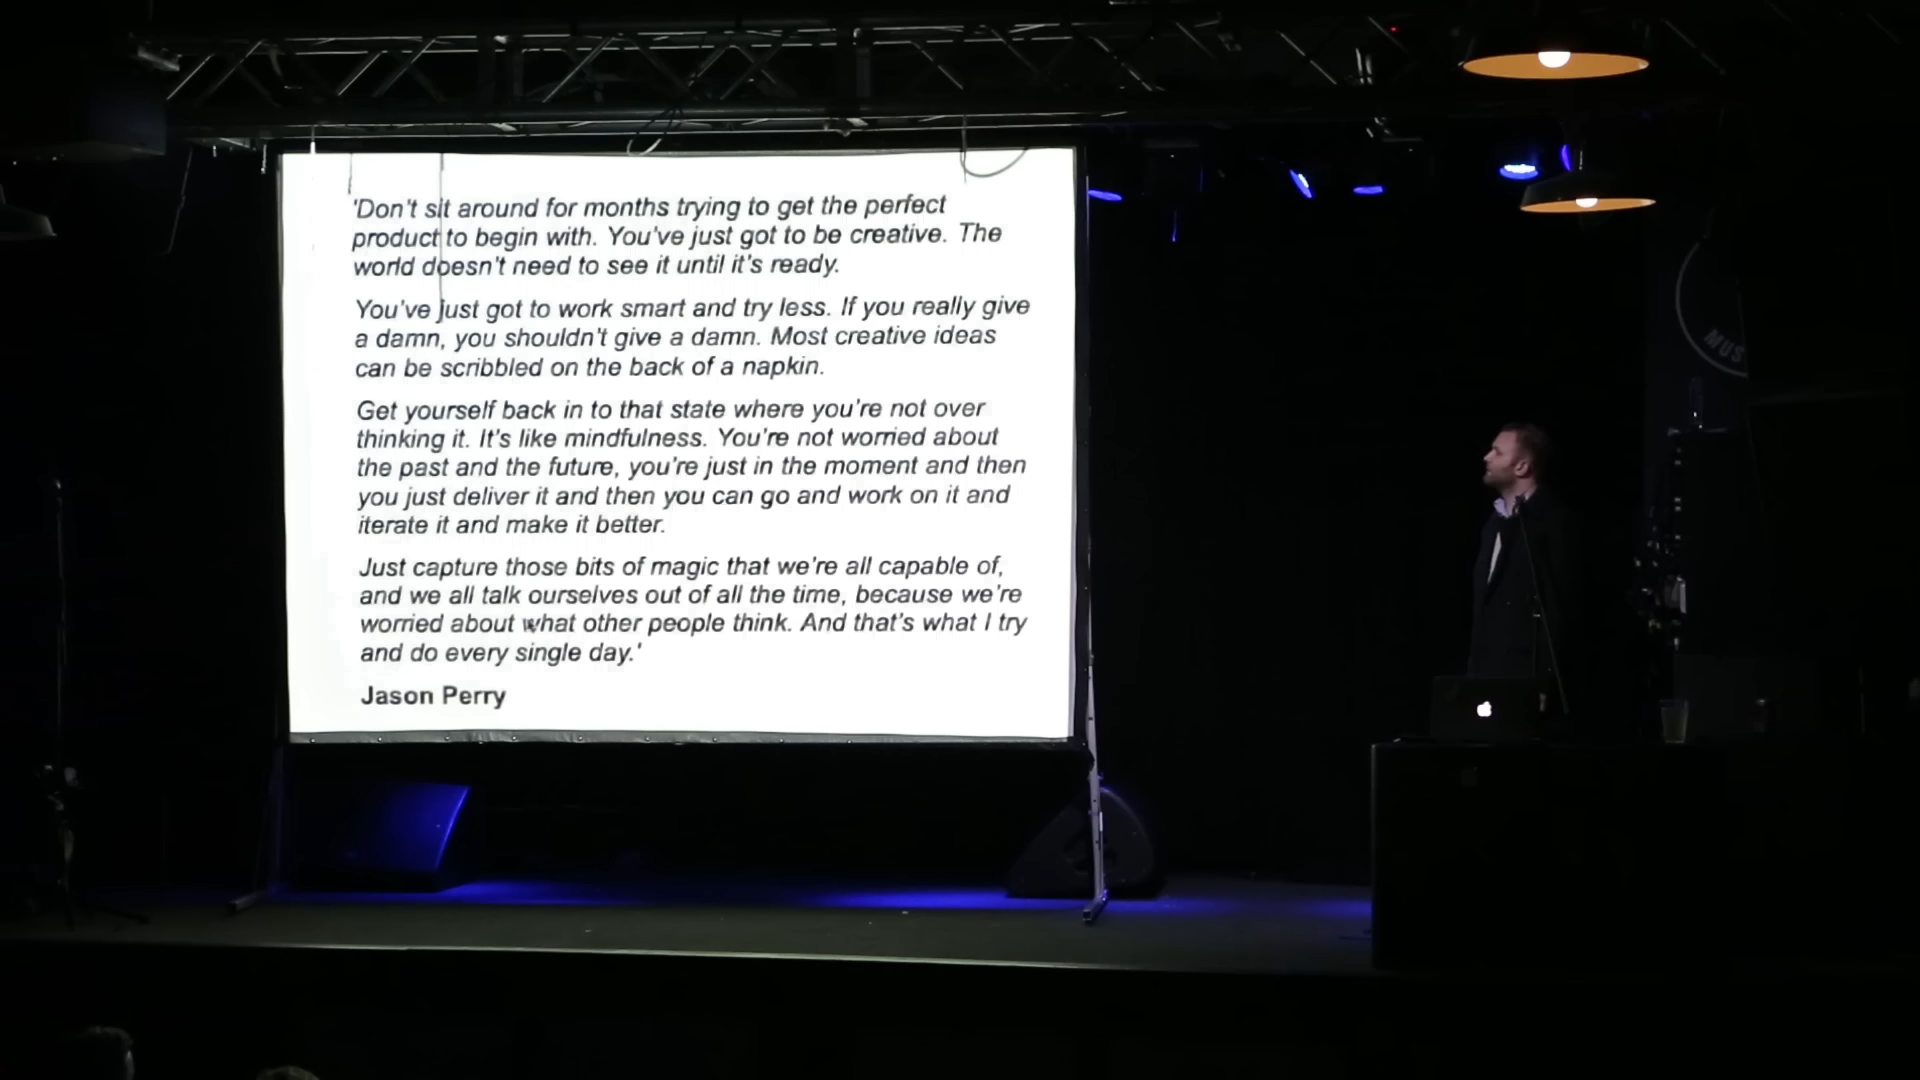 'Don't sit around for months trying to get the perfect
product to begin with. You've just got to be creative. The
world doesn't need to see it until it's ready.
You've just got to work smart and try less. If you really give
a damn, you shouldn't give a damn. Most creative ideas
can be scribbled on the back of a napkin.
Get yourself back in to that state where you're not over
thinking it. It's like mindfulness. You're not worried about
the past and the future, you're just in the moment and then
you just deliver it and then you can go and work on it and
iterate it and make it better.
Just capture those bits of magic that we're all capable of,
and we all talk ourselves out of all the time, because we're
worried about what other people think. And that's what I try
and do every single day.'
Jason Perry